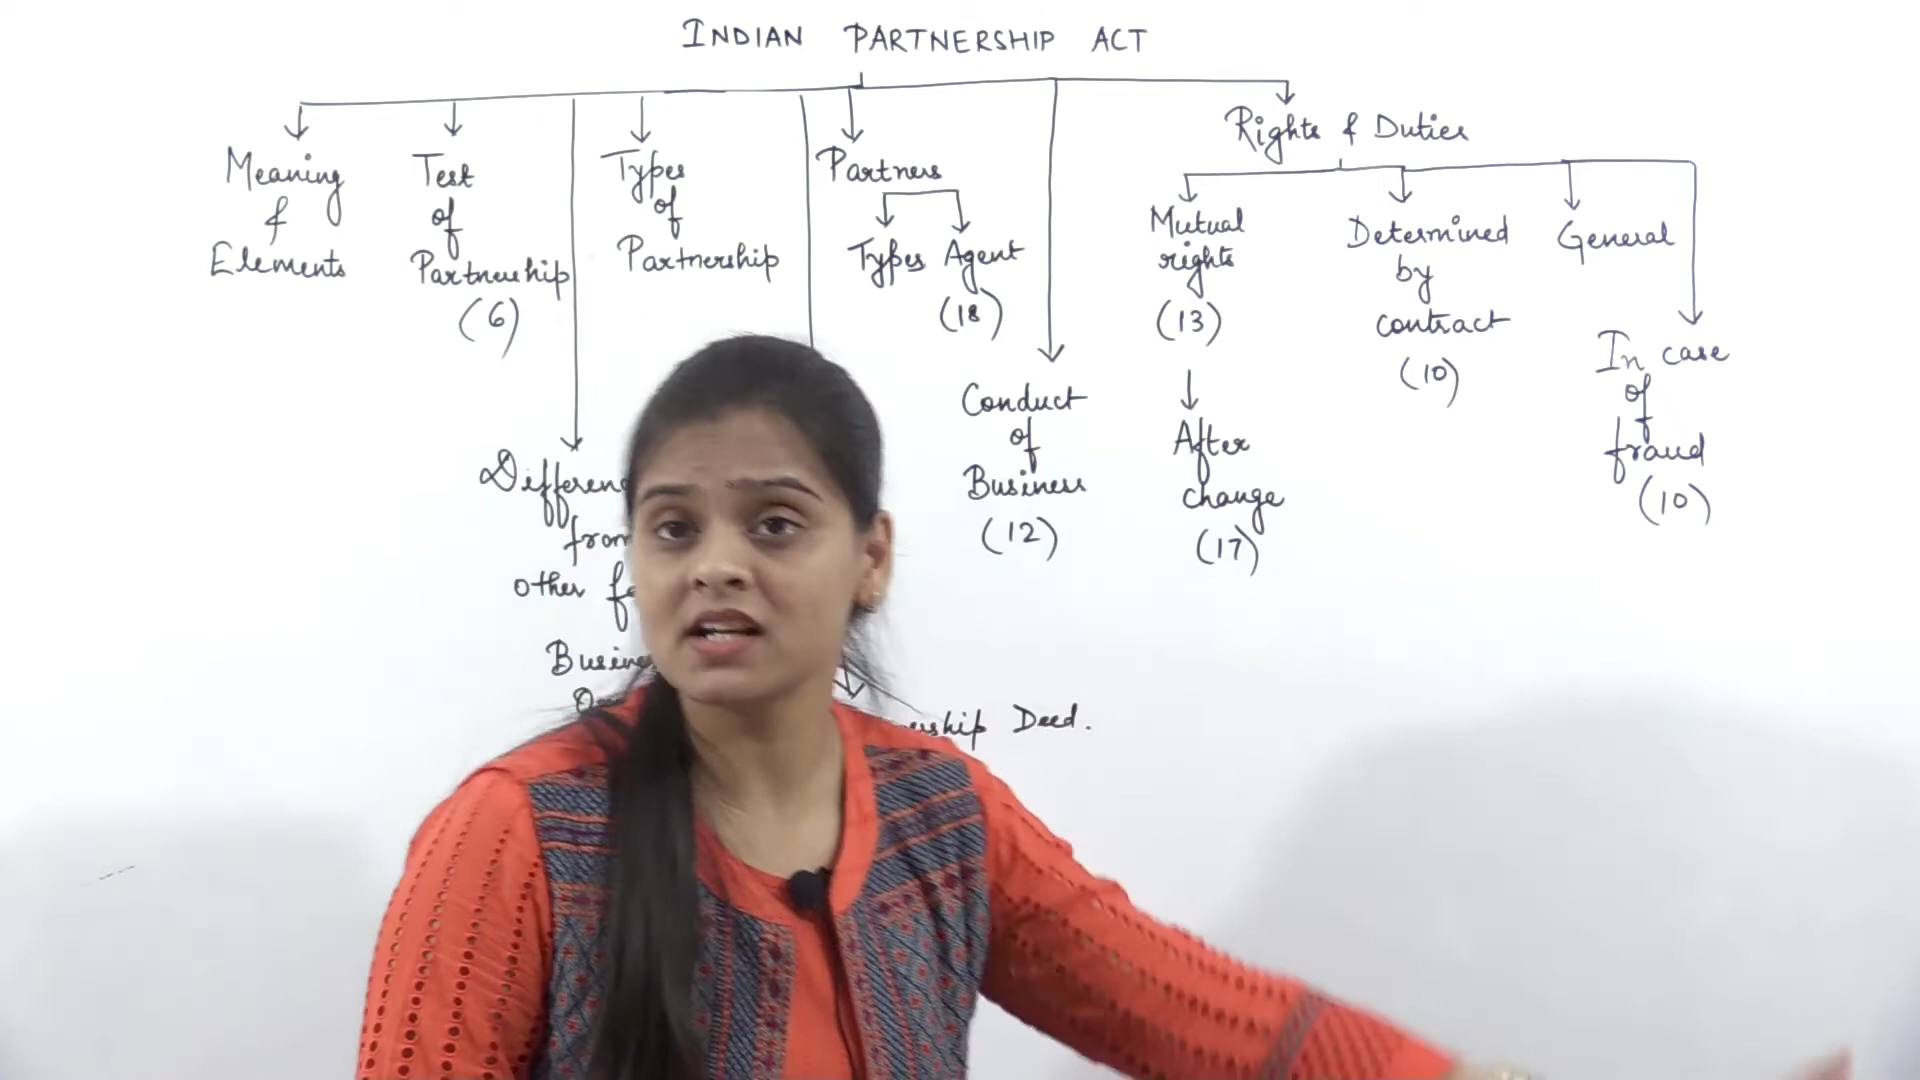 INDIAN PARTNERSHIP ACT
Meaning
&
Elements
Test
of
Partnership
(6)
Types
of
Partnership
Partners
Types Agent
(18)
Rights & Duties
Mutual
rights
(13)
After
change
(17)
Determined
by
contract
(10)
General
In case
of
fraud
(10)
Conduct
of
Business
(12)
from
other
Deed.